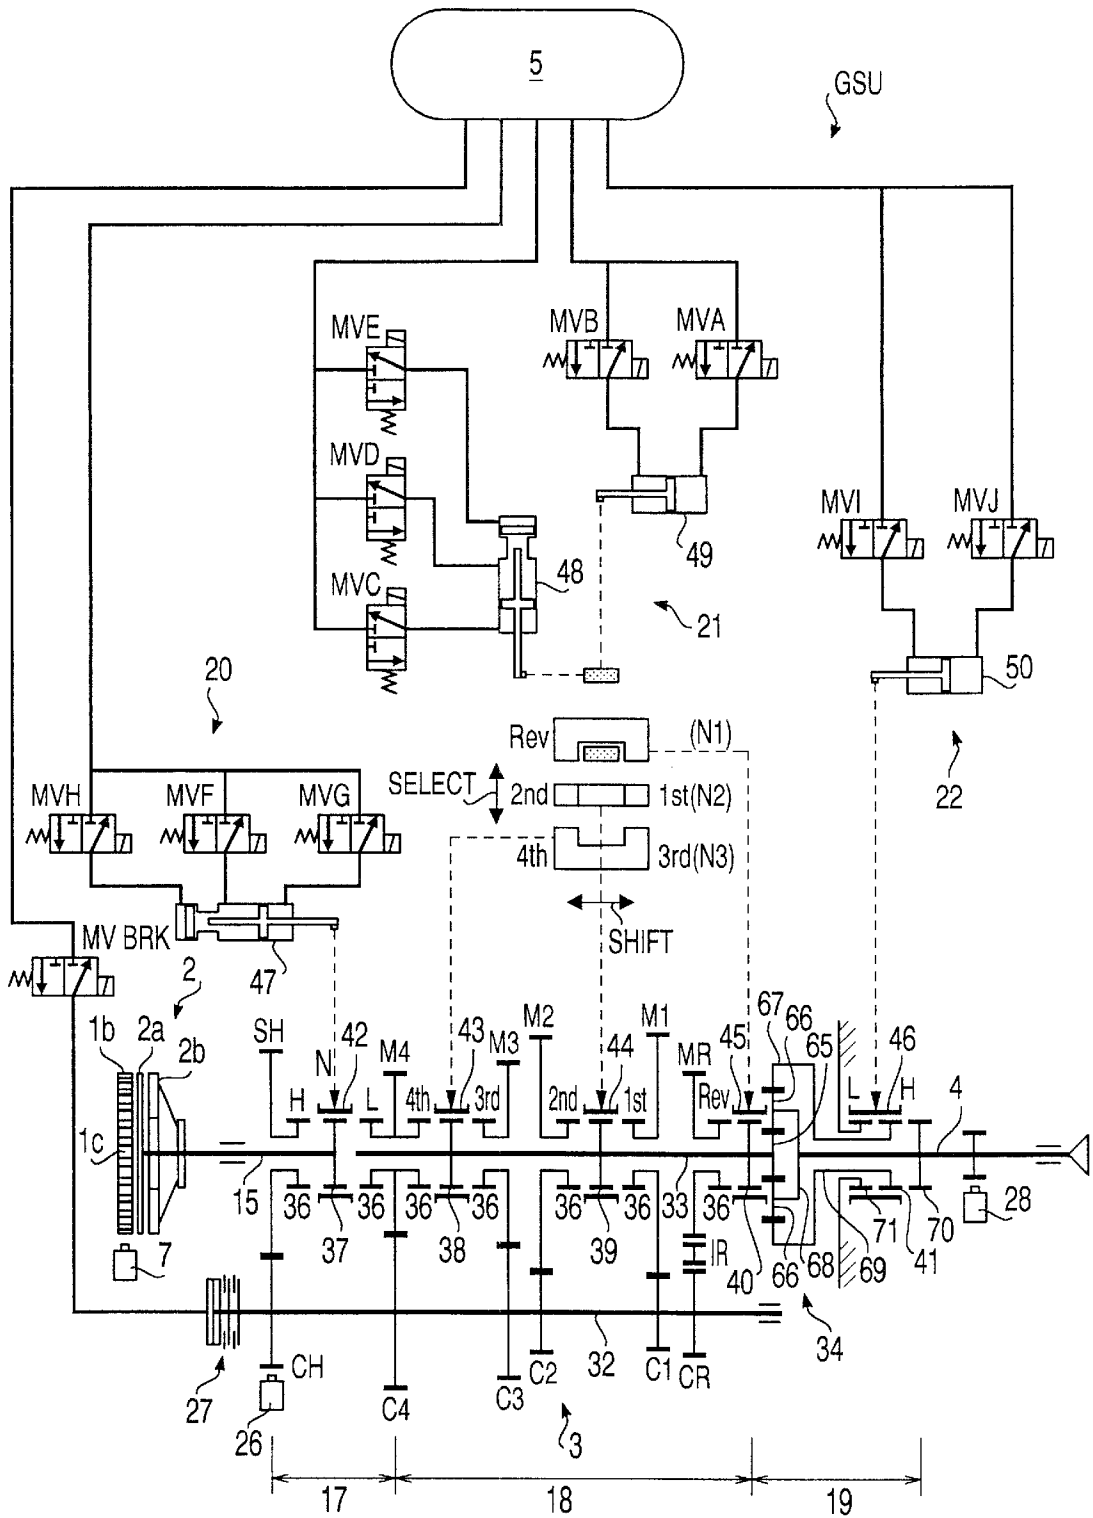 5
GSU
MVE
MVB
MVA
MVD
MVI
MVJ
49
MVC
48
21
20
50
Rev
(N1)
SELECT
2nd
1st(N2)
22
MVH
MVF
MVG
4th
3rd(N3)
SHIFT
MV BRK
47
2
1b
2a
SH
42
43
M2
M1
67
66
2b
N
M4
M3
44
MR
45
65
46
H
L
4th
3rd
2nd
1st
Rev
L
H
4
1c
15
36
36
36
36
36
36
33
36
71
70
28
37
38
39
IR
40
66
68
69
41
7
34
32
CH
C2
C1
CR
27
C3
C4
26
3
17
18
19